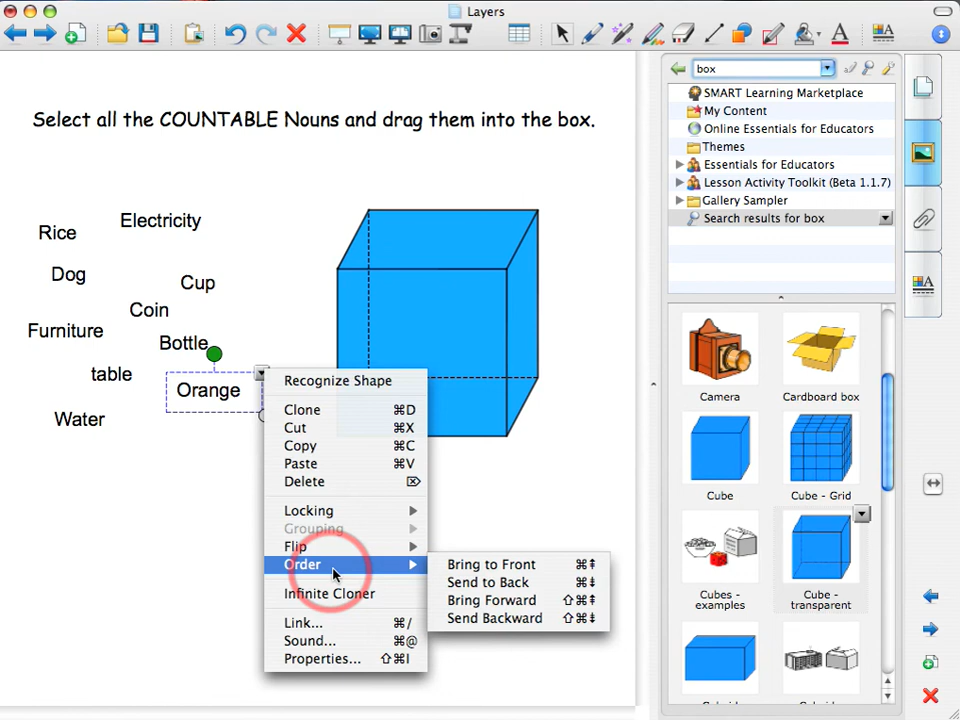 Layers
box
SMART Learning Marketplace
My Content
Online Essentials for Educators
Themes
Essentials for Educators
Lesson Activity Toolkit (Beta 1.1.7)
Gallery Sampler
Search results for box
Select all the COUNTABLE Nouns and drag them into the box.
Electricity
Rice
Dog
Cup
Coin
Furniture
Bottle
table
Orange
Water
Recognize Shape
Clone ⌘D
Cut ⌘X
Copy ⌘C
Paste ⌘V
Delete ⌦
Locking
Grouping
Flip
Order
Infinite Cloner
Link... ⌘/
Sound... ⌘@
Properties... ⇧⌘I
Bring to Front ⌘⇞
Send to Back ⌘⇟
Bring Forward ⇧⌘⇞
Send Backward ⇧⌘⇟
Camera
Cardboard box
Cube
Cube - Grid
Cubes -
examples
Cube -
transparent